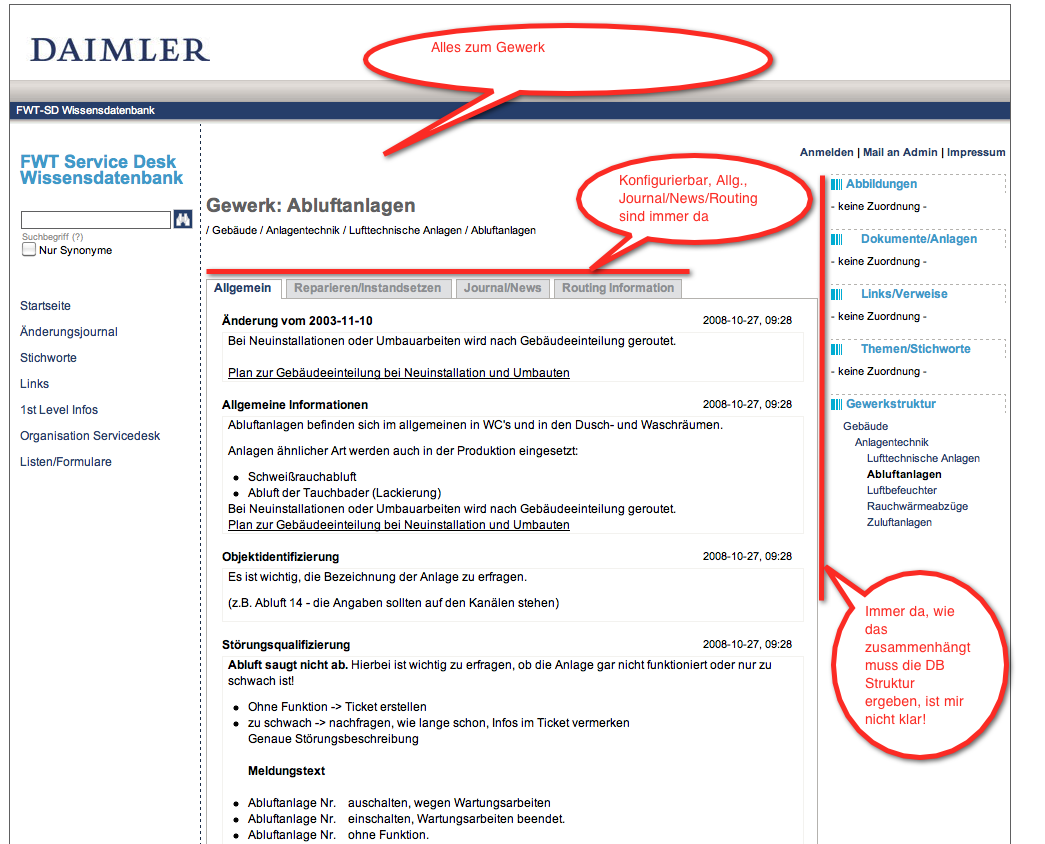 DAIMLER
Alles zum Gewerk
FWT-SD Wissensdatenbank
Anmelden | Mail an Admin | Impressum
FWT Service Desk
Wissensdatenbank
Suchbegriff (?)
Nur Synonyme
Startseite
Änderungsjournal
Stichworte
Links
1st Level Infos
Organisation Servicedesk
Listen/Formulare
Konfigurierbar, Allg.,
Journal/News/Routing
sind immer da
Gewerk: Abluftanlagen
/ Gebäude / Anlagentechnik / Lufttechnische Anlagen / Abluftanlagen
Allgemein Reparieren/Instandsetzen Journal/News Routing Information
Änderung vom 2003-11-10 2008-10-27, 09:28
Bei Neuinstallationen oder Umbauarbeiten wird nach Gebäudeeinteilung geroutet.
Plan zur Gebäudeeinteilung bei Neuinstallation und Umbauten
Allgemeine Informationen 2008-10-27, 09:28
Abluftanlagen befinden sich im allgemeinen in WC's und in den Dusch- und Waschräumen.
Anlagen ähnlicher Art werden auch in der Produktion eingesetzt:
• Schweißrauchabluft
• Abluft der Tauchbader (Lackierung)
Bei Neuinstallationen oder Umbauarbeiten wird nach Gebäudeeinteilung geroutet.
Plan zur Gebäudeeinteilung bei Neuinstallation und Umbauten
Objektidentifizierung 2008-10-27, 09:28
Es ist wichtig, die Bezeichnung der Anlage zu erfragen.
(z.B. Abluft 14 - die Angaben sollten auf den Kanälen stehen)
Störungsqualifizierung 2008-10-27, 09:28
Abluft saugt nicht ab. Hierbei ist wichtig zu erfragen, ob die Anlage gar nicht funktioniert oder nur zu
schwach ist!
• Ohne Funktion -> Ticket erstellen
• zu schwach -> nachfragen, wie lange schon, Infos im Ticket vermerken
Genaue Störungsbeschreibung
Meldungstext
• Abluftanlage Nr. auschalten, wegen Wartungsarbeiten
• Abluftanlage Nr. einschalten, Wartungsarbeiten beendet.
• Abluftanlage Nr. ohne Funktion.
Abbildungen
- keine Zuordnung -
Dokumente/Anlagen
- keine Zuordnung -
Links/Verweise
- keine Zuordnung -
Themen/Stichworte
- keine Zuordnung -
Gewerkstruktur
Gebäude
Anlagentechnik
Lufttechnische Anlagen
Abluftanlagen
Luftbefeuchter
Rauchwärmeabzüge
Zuluftanlagen
Immer da, wie
das
zusammenhängt
muss die DB
Struktur
ergeben, ist mir
nicht klar!